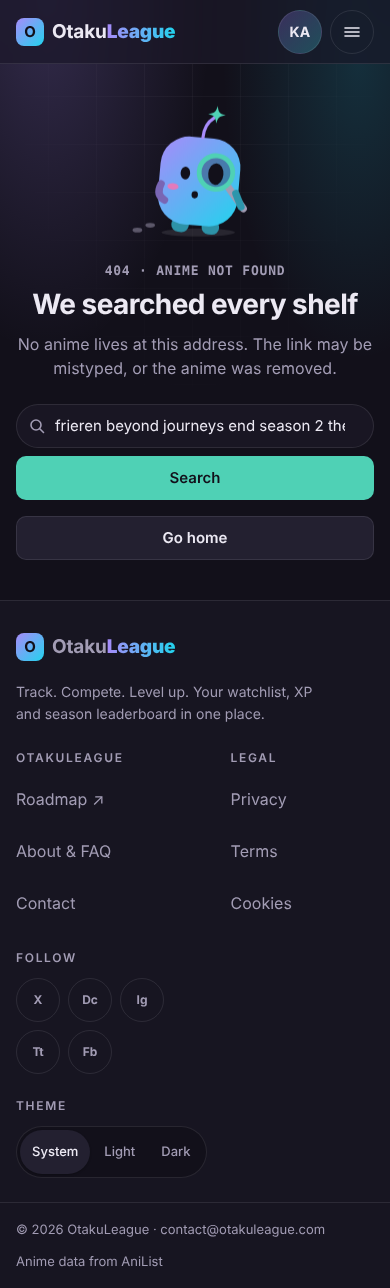 O OtakuLeague
KA
404 · ANIME NOT FOUND
We searched every shelf
No anime lives at this address. The link may be
mistyped, or the anime was removed.
frieren beyond journeys end season 2 the
Search
Go home
O OtakuLeague
Track. Compete. Level up. Your watchlist, XP
and season leaderboard in one place.
OTAKULEAGUE
Roadmap ↗
About & FAQ
Contact
LEGAL
Privacy
Terms
Cookies
FOLLOW
X Dc Ig
Tt Fb
THEME
System Light Dark
© 2026 OtakuLeague · contact@otakuleague.com
Anime data from AniList